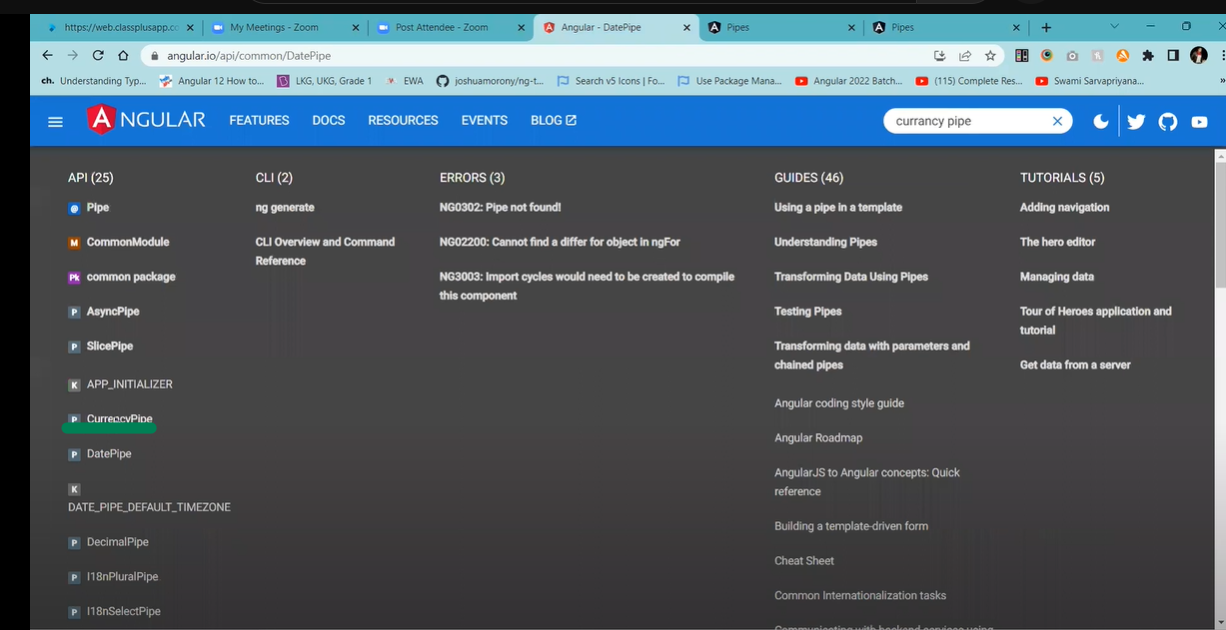 https://web.classplusapp.co
My Meetings - Zoom
Post Attendee - Zoom
Angular - DatePipe
Pipes
Pipes
angular.io/api/common/DatePipe
ch. Understanding Typ...
Angular 12 How to...
LKG, UKG, Grade 1
EWA
joshuamorony/ng-t...
Search v5 Icons | Fo...
Use Package Mana...
Angular 2022 Batch...
(115) Complete Res...
Swami Sarvapriyana...
»
ANGULAR
FEATURES
DOCS
RESOURCES
EVENTS
BLOG
currancy pipe
API (25)
Pipe
M CommonModule
Pk common package
P AsyncPipe
P SlicePipe
K APP_INITIALIZER
P CurrencyPipe
P DatePipe
K
DATE_PIPE_DEFAULT_TIMEZONE
P DecimalPipe
P I18nPluralPipe
P I18nSelectPipe
CLI (2)
ng generate
CLI Overview and Command
Reference
ERRORS (3)
NG0302: Pipe not found!
NG02200: Cannot find a differ for object in ngFor
NG3003: Import cycles would need to be created to compile
this component
GUIDES (46)
Using a pipe in a template
Understanding Pipes
Transforming Data Using Pipes
Testing Pipes
Transforming data with parameters and
chained pipes
Angular coding style guide
Angular Roadmap
AngularJS to Angular concepts: Quick
reference
Building a template-driven form
Cheat Sheet
Common Internationalization tasks
Communicating with backend services using
TUTORIALS (5)
Adding navigation
The hero editor
Managing data
Tour of Heroes application and
tutorial
Get data from a server